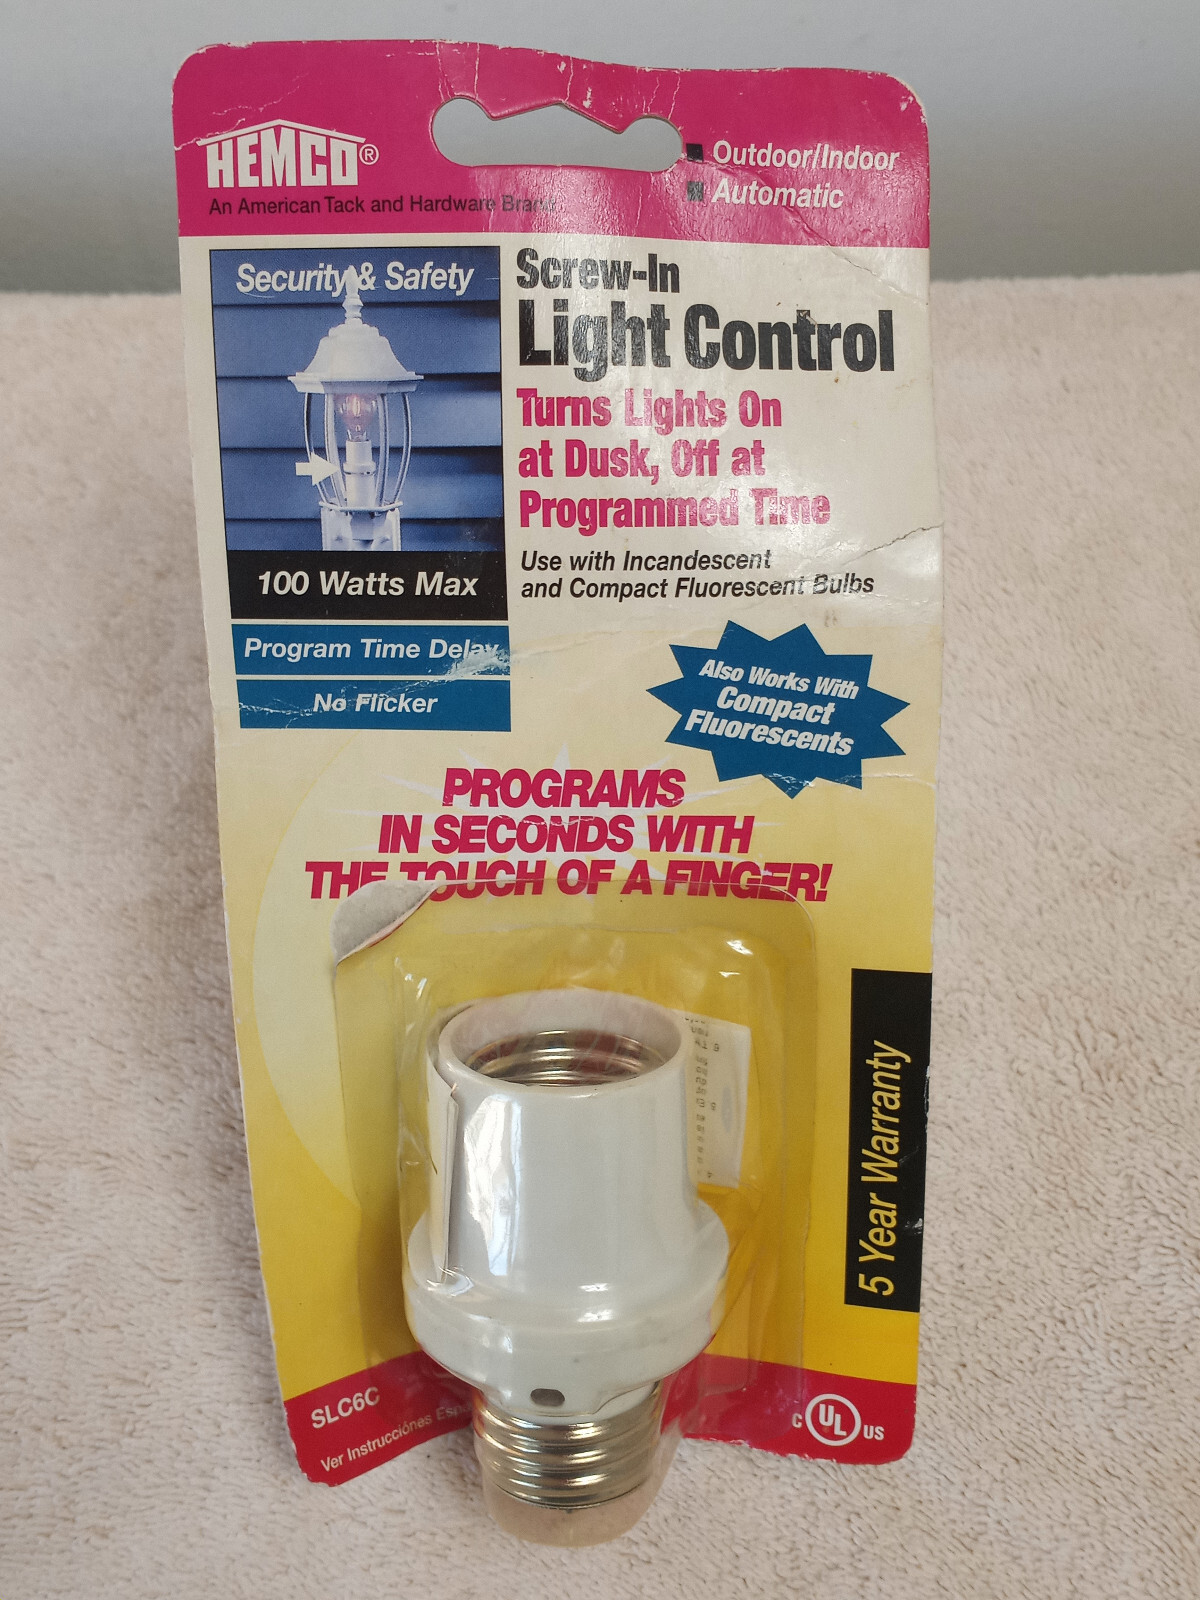 HEMCO®
An American Tack and Hardware Brand
Outdoor/Indoor
Automatic
Security & Safety
100 Watts Max
Program Time Delay
No Flicker
Screw-In
Light Control
Turns Lights On
at Dusk, Off at
Programmed Time
Use with Incandescent
and Compact Fluorescent Bulbs
Also Works With
Compact
Fluorescents
PROGRAMS
IN SECONDS WITH
THE TOUCH OF A FINGER!
5 Year Warranty
SLC6C
Ver Instrucciónes
C UL US